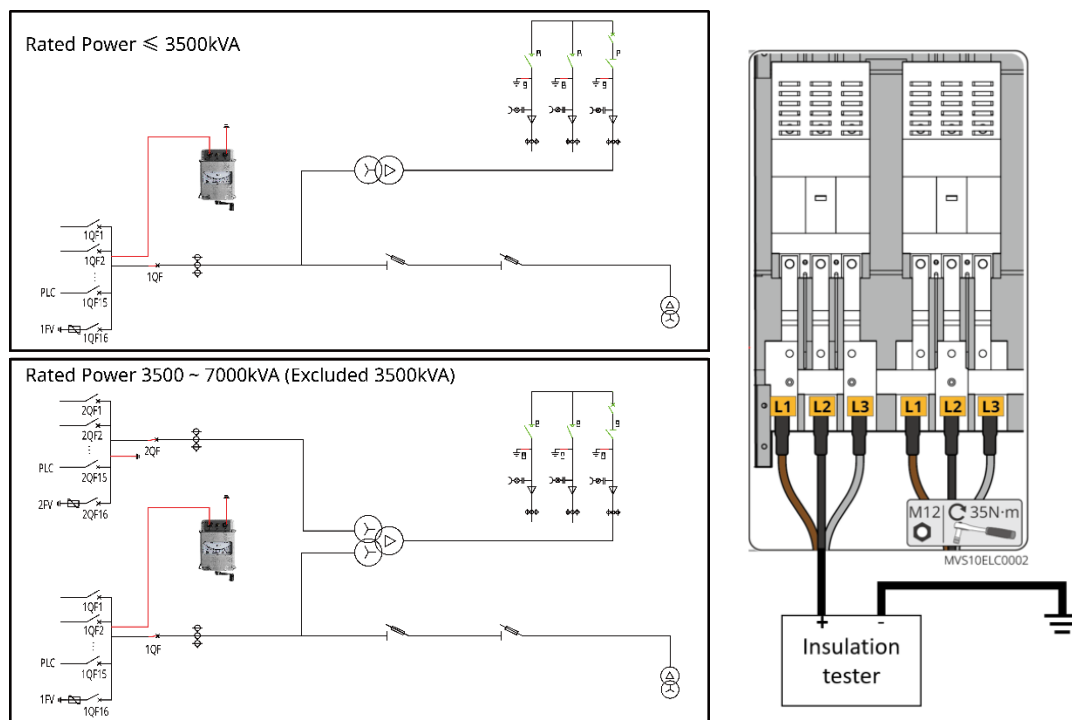 Rated Power ≤ 3500kVA
1QF1
1QF2
1QF
PLC
1QF15
1FV
1QF16
Rated Power 3500 ~ 7000kVA (Excluded 3500kVA)
2QF1
2QF2
2QF
PLC
2QF15
2FV
2QF16
1QF1
1QF2
1QF
PLC
1QF15
1FV
1QF16
L1 L2 L3 L1 L2 L3
M12 35N·m
MVS10ELC0002
+ -
Insulation
tester